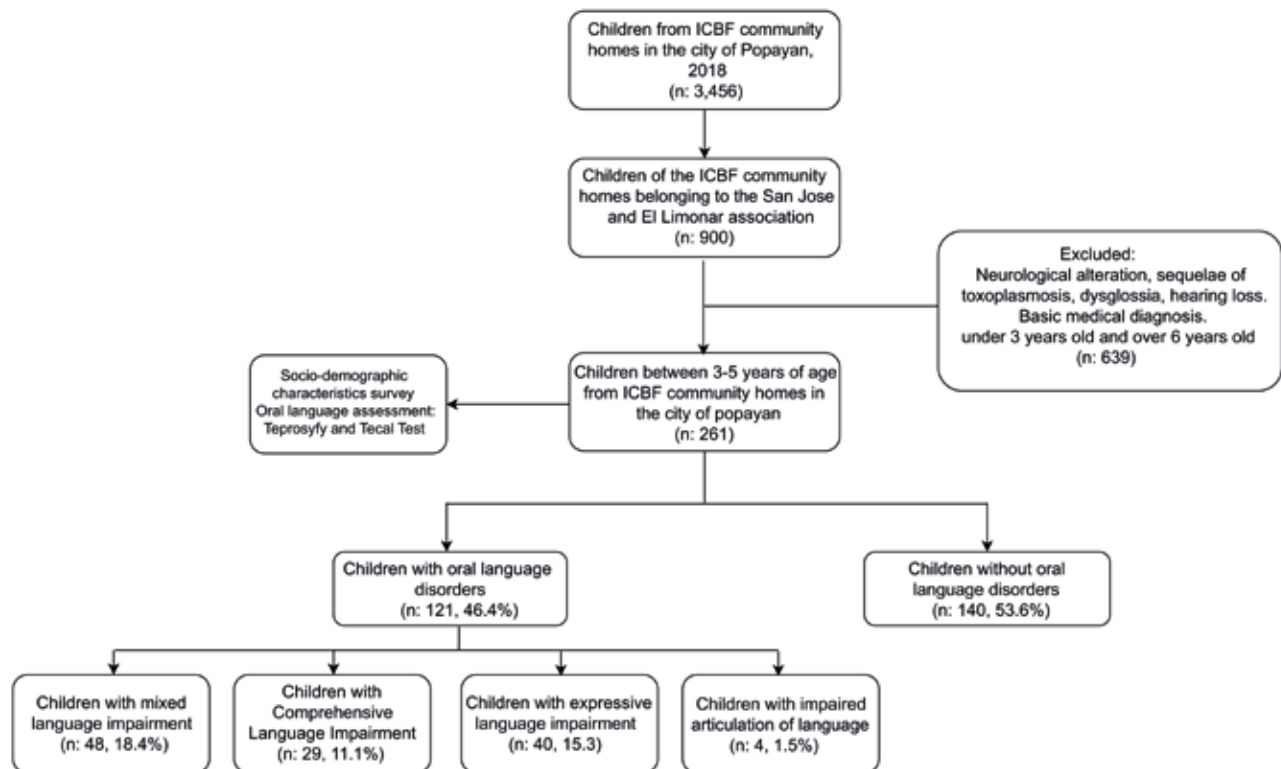 Children from ICBF community
homes in the city of Popayan,
2018
(n: 3,456)
Children of the ICBF community
homes belonging to the San Jose
and El Limonar association
(n: 900)
Excluded:
Neurological alteration, sequelae of
toxoplasmosis, dysglossia, hearing loss.
Basic medical diagnosis.
under 3 years old and over 6 years old
(n: 639)
Children between 3-5 years of age
from ICBF community homes in
the city of popayan
(n: 261)
Socio-demographic
characteristics survey
Oral language assessment:
Teprosyfy and Tecal Test
Children with oral language
disorders
(n: 121, 46.4%)
Children without oral
language disorders
(n: 140, 53.6%)
Children with mixed
language impairment
(n: 48, 18.4%)
Children with
Comprehensive
Language Impairment
(n: 29, 11.1%)
Children with expressive
language impairment
(n: 40, 15.3)
Children with impaired
articulation of language
(n: 4, 1.5%)